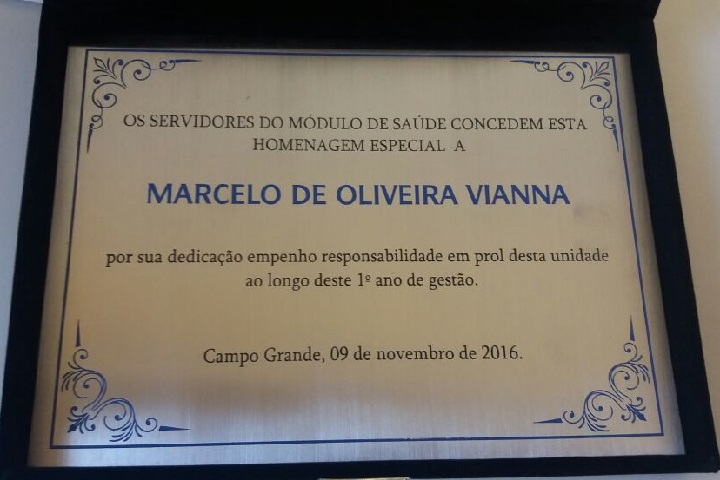 OS SERVIDORES DO MÓDULO DE SAÚDE CONCEDEM ESTA
HOMENAGEM ESPECIAL A
MARCELO DE OLIVEIRA VIANNA
por sua dedicação empenho responsabilidade em prol desta unidade
ao longo deste 1º ano de gestão.
Campo Grande, 09 de novembro de 2016.